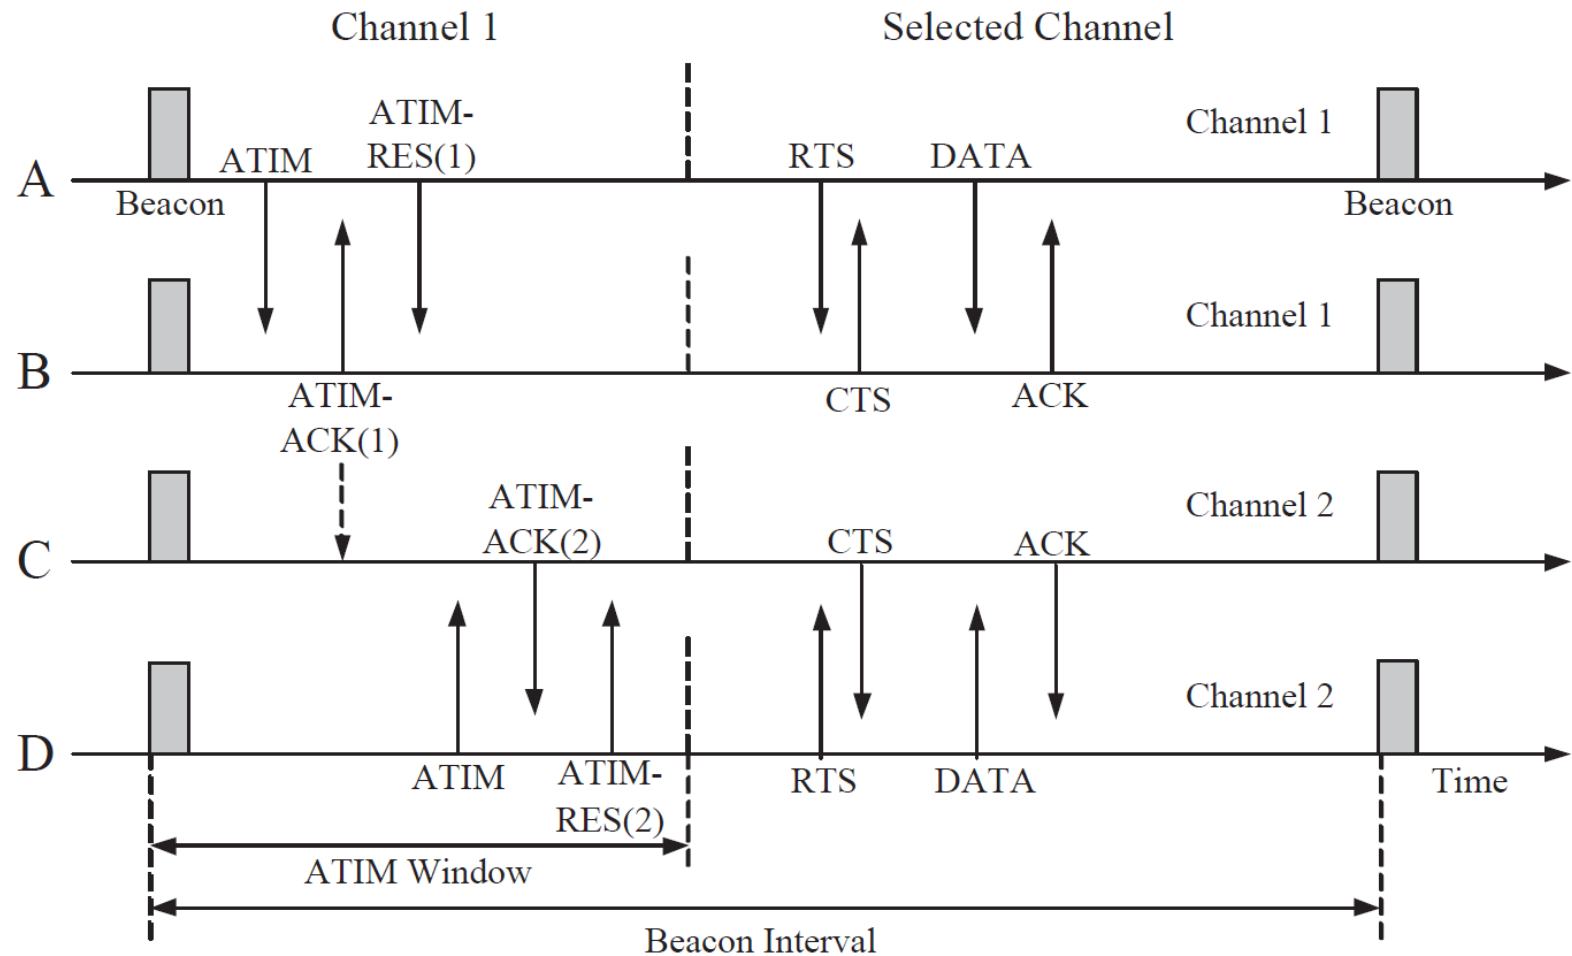 Channel 1
Selected Channel
ATIM-
RES(1)
ATIM
RTS
DATA
Channel 1
A
Beacon
Beacon
Channel 1
B
ATIM-
ACK(1)
CTS
ACK
ATIM-
ACK(2)
CTS
ACK
Channel 2
C
Channel 2
D
ATIM
ATIM-
RES(2)
RTS
DATA
Time
ATIM Window
Beacon Interval